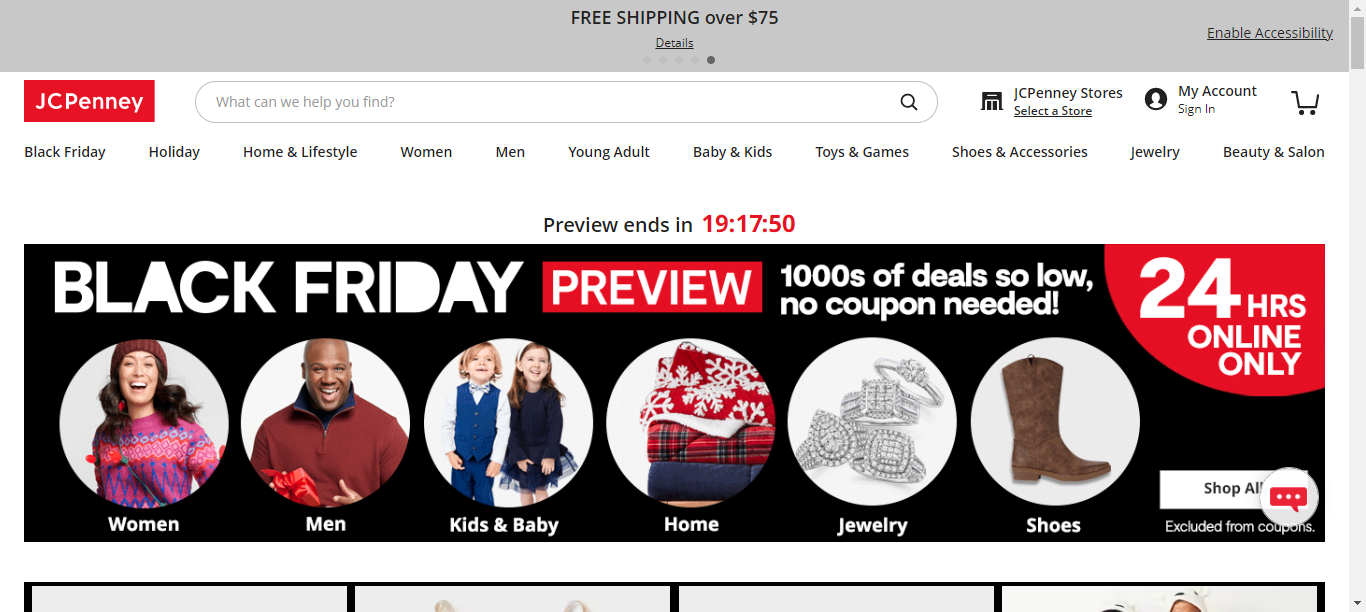 FREE SHIPPING over $75
Details
Enable Accessibility
JCPenney
What can we help you find?
JCPenney Stores
Select a Store
My Account
Sign In
Black Friday
Holiday
Home & Lifestyle
Women
Men
Young Adult
Baby & Kids
Toys & Games
Shoes & Accessories
Jewelry
Beauty & Salon
Preview ends in 19:17:50
BLACK FRIDAY PREVIEW
1000s of deals so low,
no coupon needed!
24 HRS
ONLINE
ONLY
Women
Men
Kids & Baby
Home
Jewelry
Shoes
Shop All
Excluded from coupons.